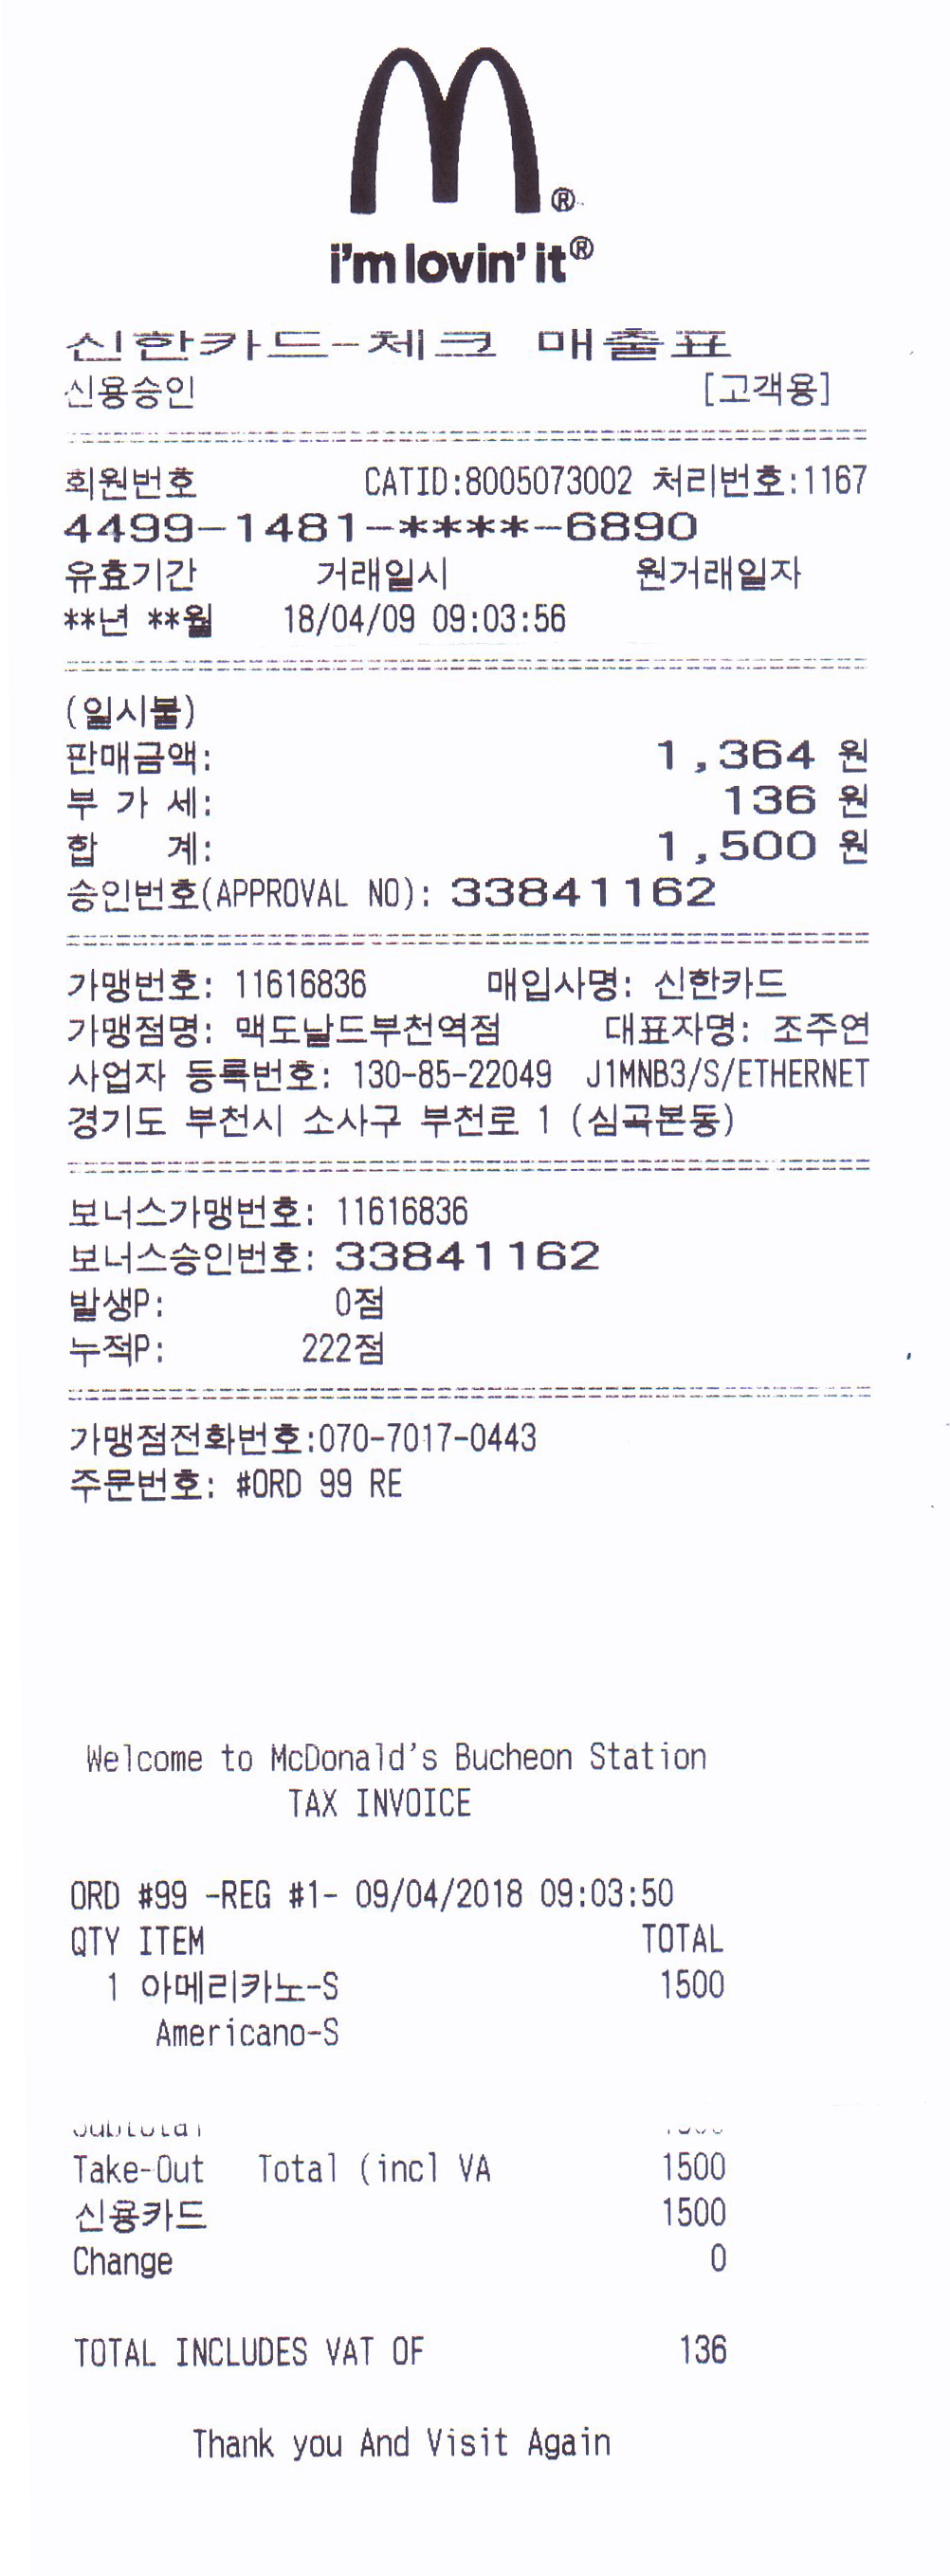 i'm lovin' it®
신한카드-체크 매출표
신용승인 [고객용]
회원번호 CATID:8005073002 처리번호:1167
4499-1481-****-6890
유효기간 거래일시 원거래일자
**년 **월 18/04/09 09:03:56
(일시불)
판매금액: 1,364 원
부 가 세: 136 원
합 계: 1,500 원
승인번호(APPROVAL NO): 33841162
가맹번호: 11616836 매입사명: 신한카드
가맹점명: 맥도날드부천역점 대표자명: 조주연
사업자 등록번호: 130-85-22049 J1MNB3/S/ETHERNET
경기도 부천시 소사구 부천로 1 (심곡본동)
보너스가맹번호: 11616836
보너스승인번호: 33841162
발생P: 0점
누적P: 222점
가맹점전화번호:070-7017-0443
주문번호: #ORD 99 RE
Welcome to McDonald's Bucheon Station
TAX INVOICE
ORD #99 -REG #1- 09/04/2018 09:03:50
QTY ITEM TOTAL
1 아메리카노-S 1500
Americano-S
Take-Out Total (incl VA 1500
신용카드 1500
Change 0
TOTAL INCLUDES VAT OF 136
Thank you And Visit Again